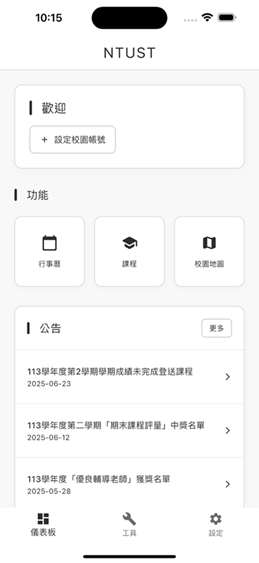 10:15
NTUST
歡迎
+ 設定校園帳號
功能
行事曆
課程
校園地圖
公告
更多
113學年度第2學期學期成績未完成登送課程
2025-06-23
113學年度第二學期「期末課程評量」中獎名單
2025-06-12
113學年度「優良輔導老師」獲獎名單
2025-05-28
儀表板
工具
設定